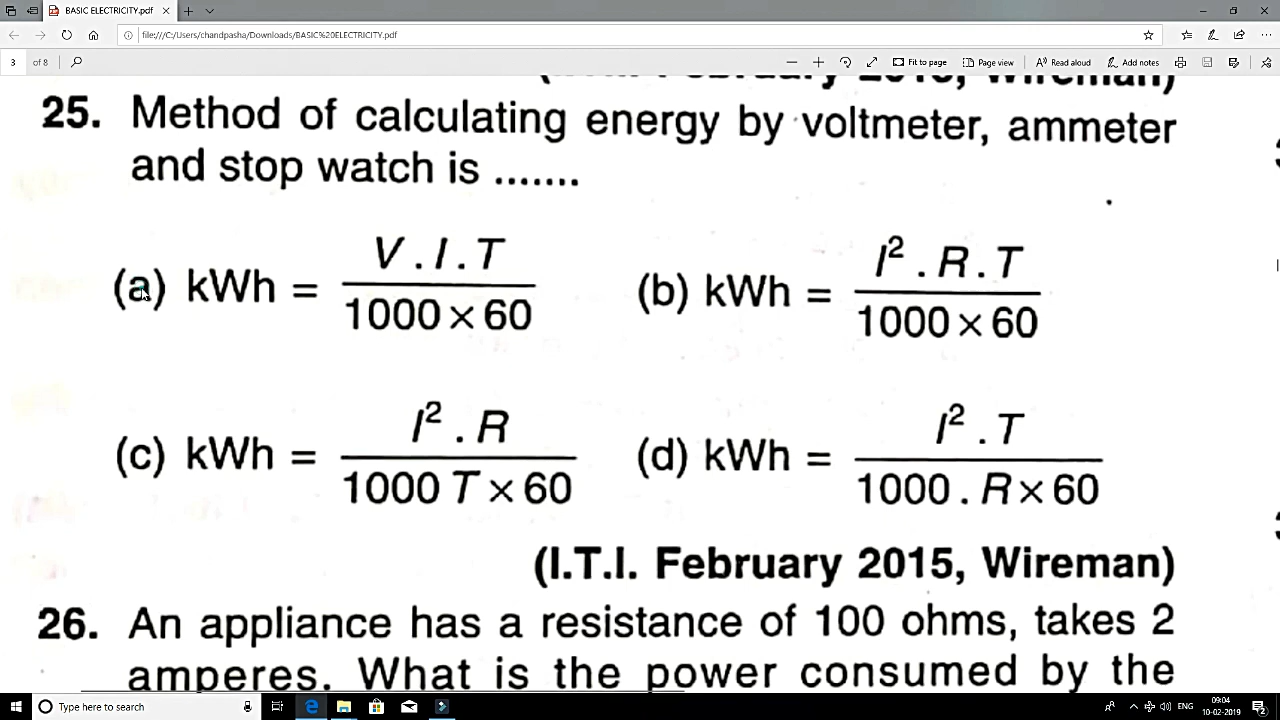 BASIC ELECTRICITY.pdf
file:///C:/Users/chandpasha/Downloads/BASIC%20ELECTRICITY.pdf
3 of 8 Fit to page Page view Read aloud Add notes
February Wireman)
25. Method of calculating energy by voltmeter, ammeter
and stop watch is .......
(a) kWh = V . I . T / 1000 × 60 (b) kWh = I² . R . T / 1000 × 60
(c) kWh = I² . R / 1000 T × 60 (d) kWh = I² . T / 1000 . R × 60
(I.T.I. February 2015, Wireman)
26. An appliance has a resistance of 100 ohms, takes 2
amperes. What is the power consumed by the
Type here to search ENG 09:04
10-02-2019